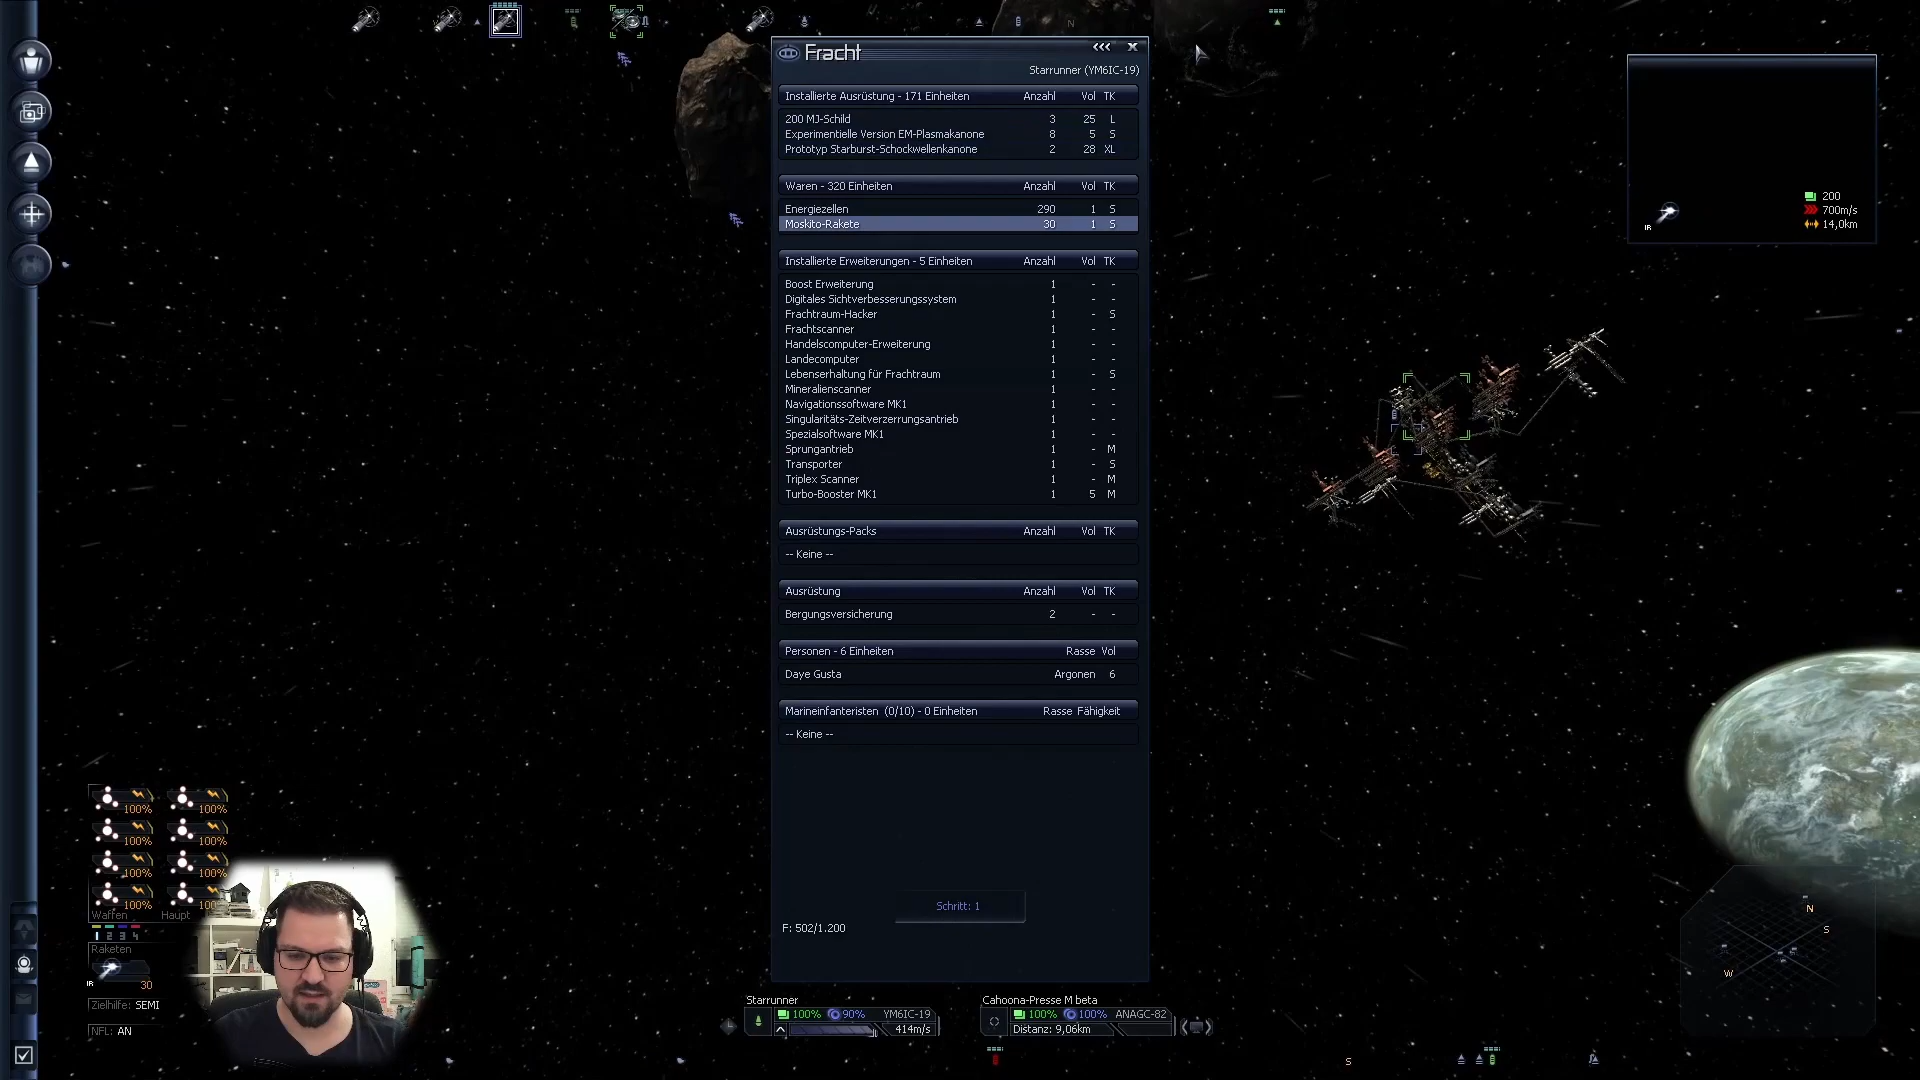 N
Fracht
Starrunner (YM6IC-19)
Installierte Ausrüstung - 171 Einheiten Anzahl Vol TK
200 MJ-Schild 3 25 L
Experimentielle Version EM-Plasmakanone 8 5 S
Prototyp Starburst-Schockwellenkanone 2 28 XL
Waren - 320 Einheiten Anzahl Vol TK
Energiezellen 290 1 S
Moskito-Rakete 30 1 S
Installierte Erweiterungen - 5 Einheiten Anzahl Vol TK
Boost Erweiterung 1 - -
Digitales Sichtverbesserungssystem 1 - -
Frachtraum-Hacker 1 - S
Frachtscanner 1 - -
Handelscomputer-Erweiterung 1 - -
Landecomputer 1 - -
Lebenserhaltung für Frachtraum 1 - S
Mineralienscanner 1 - -
Navigationssoftware MK1 1 - -
Singularitäts-Zeitverzerrungsantrieb 1 - -
Spezialsoftware MK1 1 - -
Sprungantrieb 1 - M
Transporter 1 - S
Triplex Scanner 1 - M
Turbo-Booster MK1 1 5 M
Ausrüstungs-Packs Anzahl Vol TK
-- Keine --
Ausrüstung Anzahl Vol TK
Bergungsversicherung 2 - -
Personen - 6 Einheiten Rasse Vol
Daye Gusta Argonen 6
Marineinfanteristen (0/10) - 0 Einheiten Rasse Fähigkeit
-- Keine --
Schritt: 1
F: 502/1.200
200
700m/s
14,0km
IR
100% 100%
100% 100%
100% 100%
100% 100
Waffen Haupt
1 2 3 4
Raketen
IR 30
Zielhilfe: SEMI
NFL: AN
Starrunner
100% 90% YM6IC-19
414m/s
Cahoona-Presse M beta
100% 100% ANAGC-82
Distanz: 9,06km
N
S
W
S